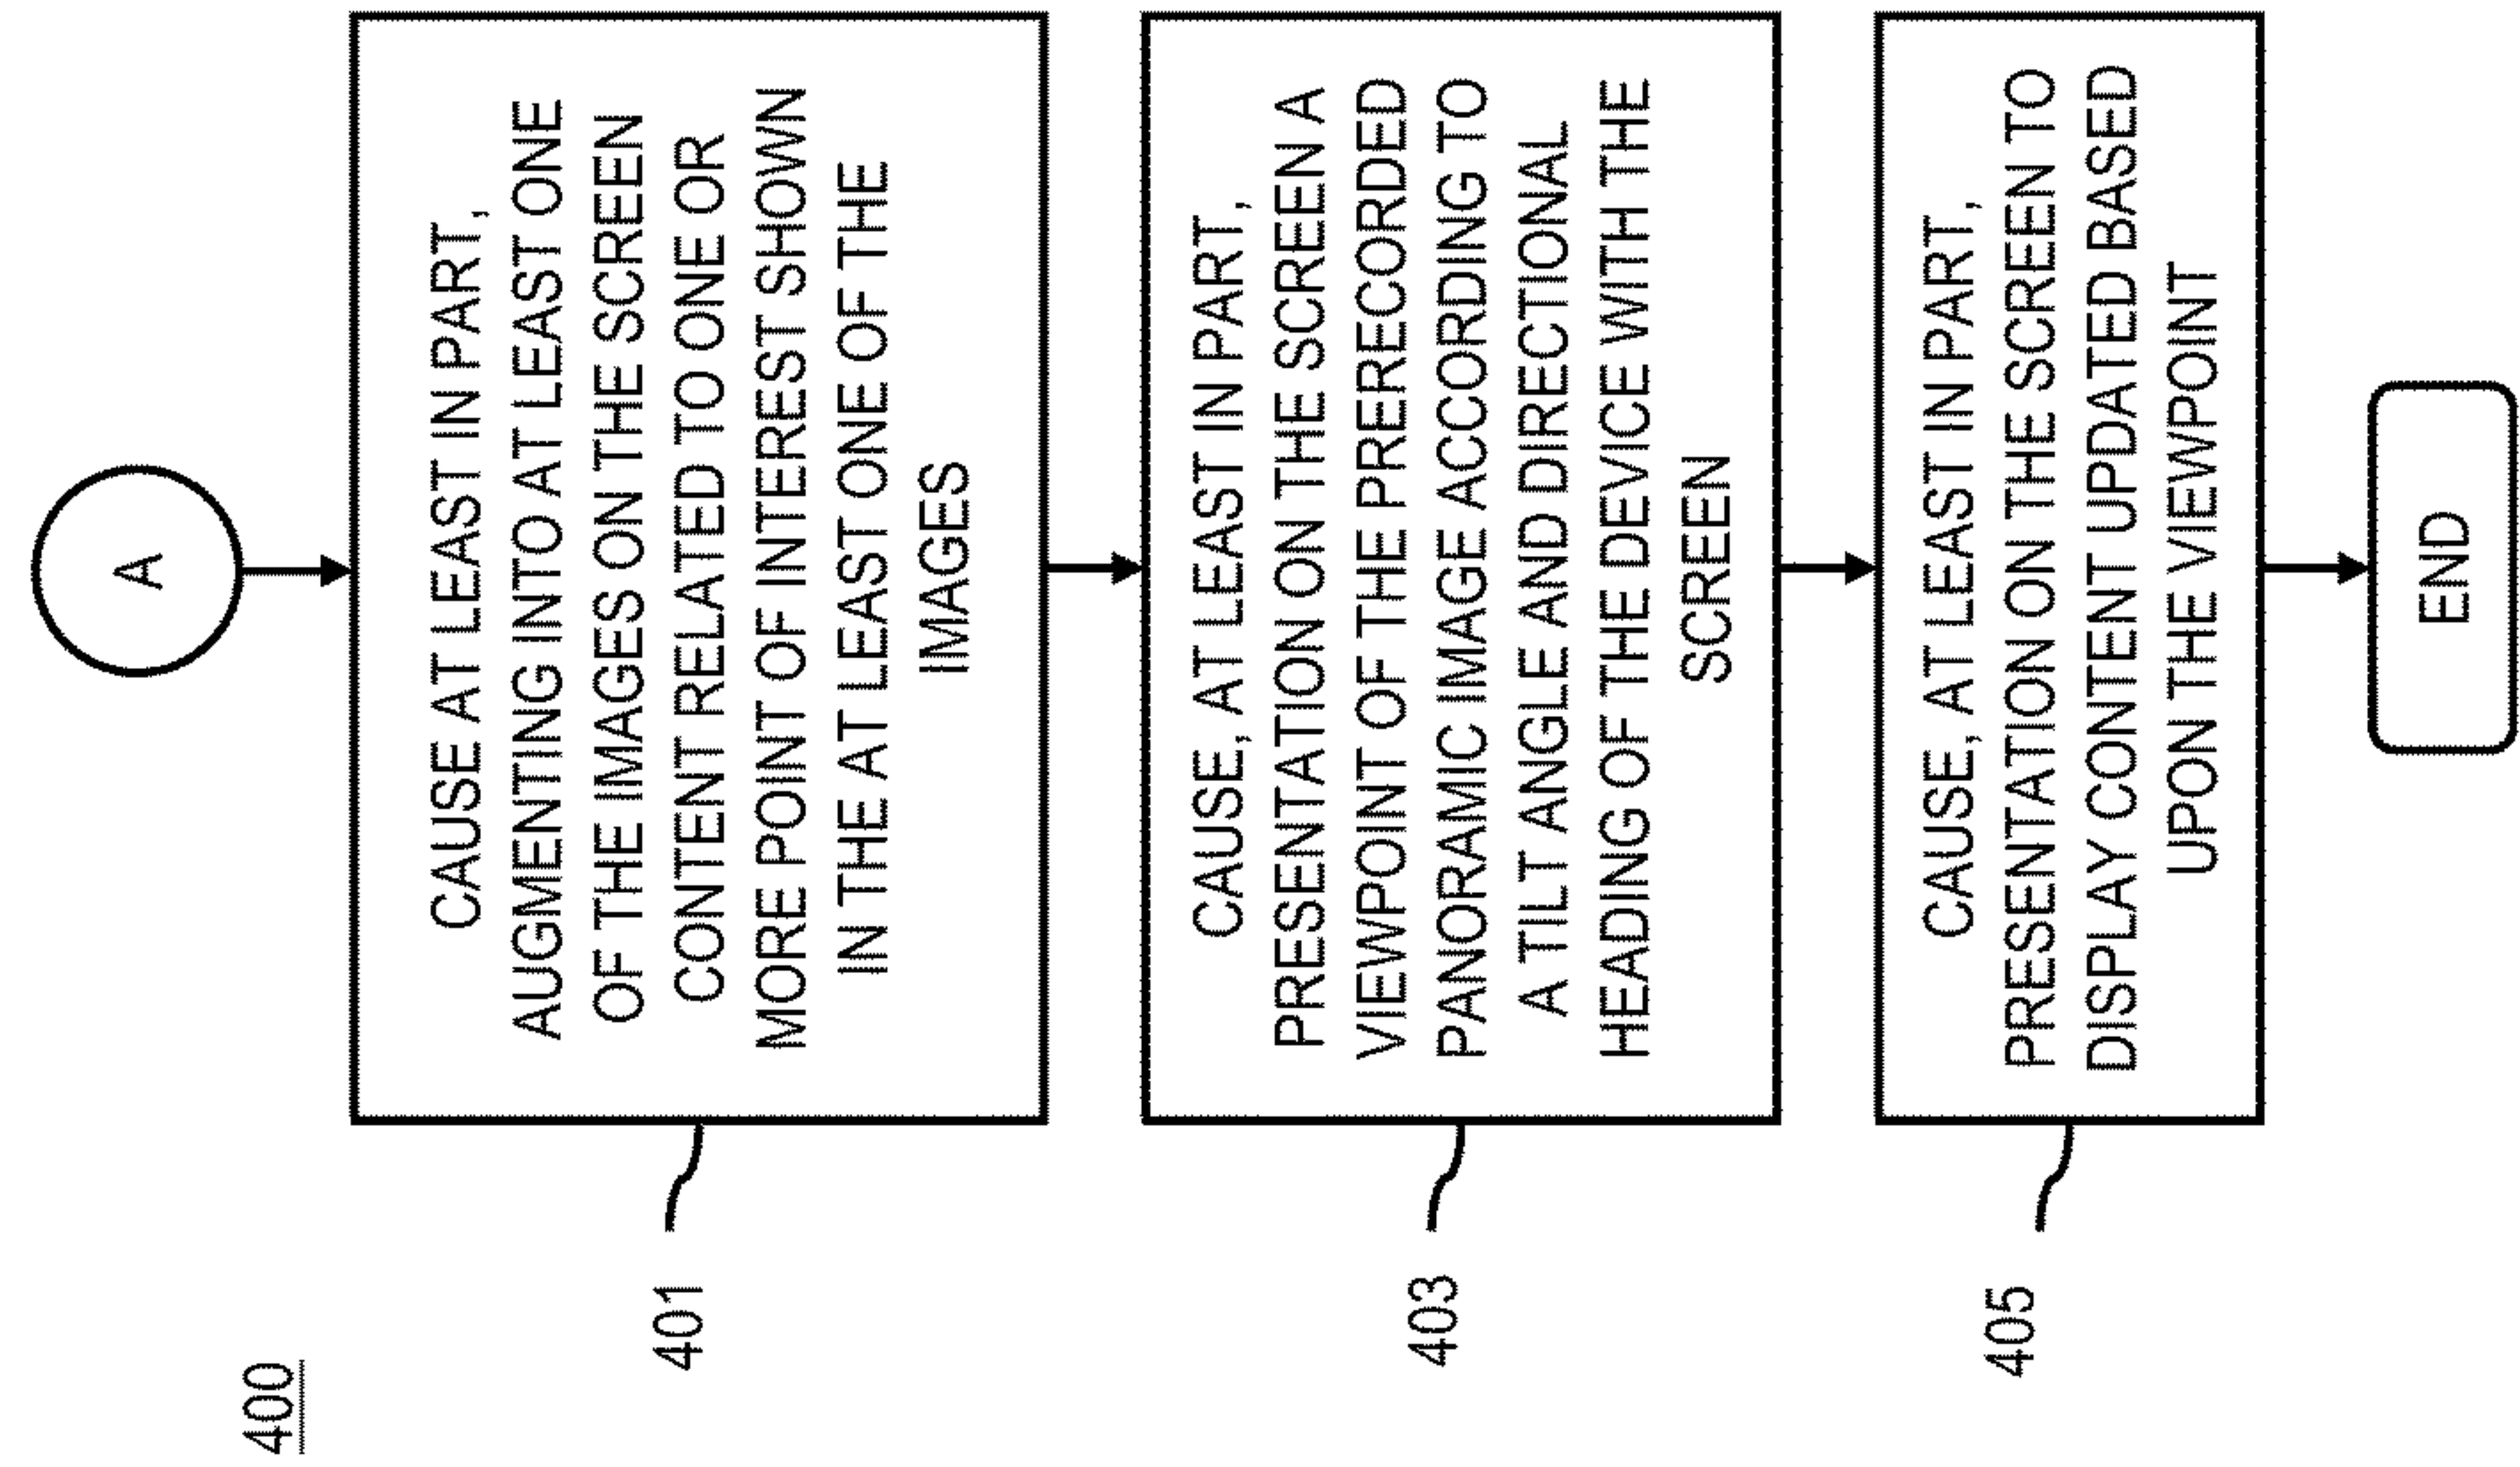 400
A
401
CAUSE AT LEAST IN PART,
AUGMENTING INTO AT LEAST ONE
OF THE IMAGES ON THE SCREEN
CONTENT RELATED TO ONE OR
MORE POINT OF INTEREST SHOWN
IN THE AT LEAST ONE OF THE
IMAGES
403
CAUSE, AT LEAST IN PART,
PRESENTATION ON THE SCREEN A
VIEWPOINT OF THE PRERECORDED
PANORAMIC IMAGE ACCORDING TO
A TILT ANGLE AND DIRECTIONAL
HEADING OF THE DEVICE WITH THE
SCREEN
405
CAUSE, AT LEAST IN PART,
PRESENTATION ON THE SCREEN TO
DISPLAY CONTENT UPDATED BASED
UPON THE VIEWPOINT
END